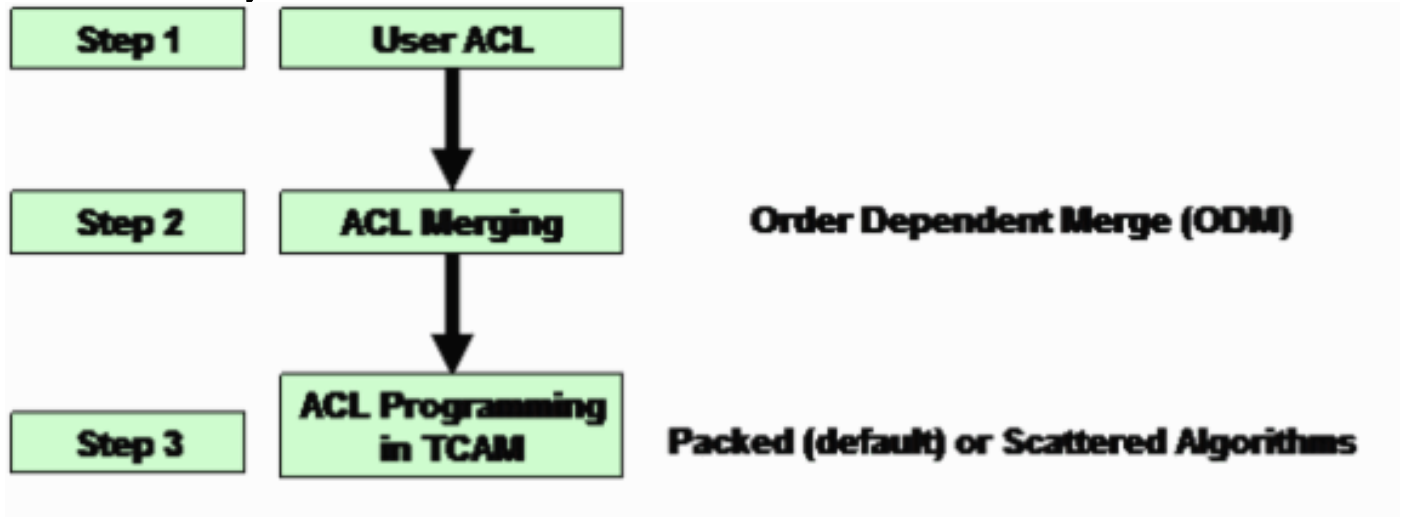 Step 1
User ACL
Step 2
ACL Merging
Order Dependent Merge (ODM)
Step 3
ACL Programming
in TCAM
Packed (default) or Scattered Algorithms